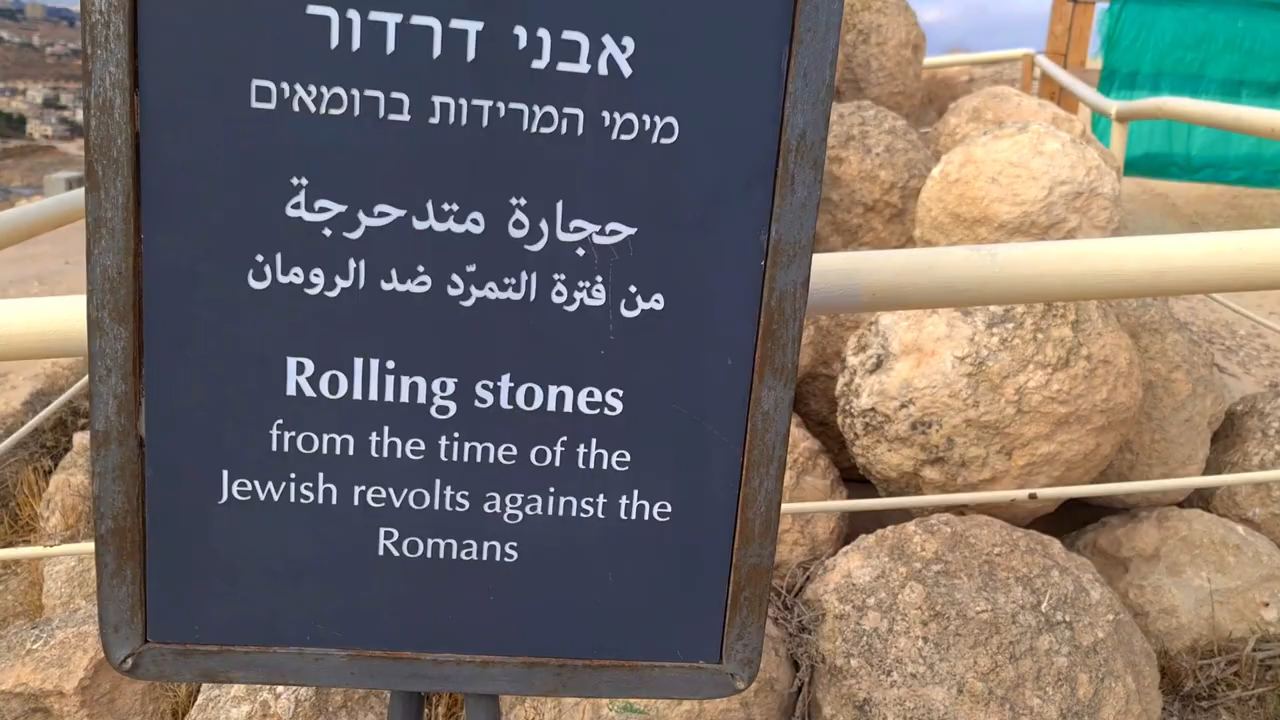 אבני דרדור
מימי המרידות ברומאים
حجارة متدحرجة
من فترة التمرّد ضد الرومان
Rolling stones
from the time of the
Jewish revolts against the
Romans